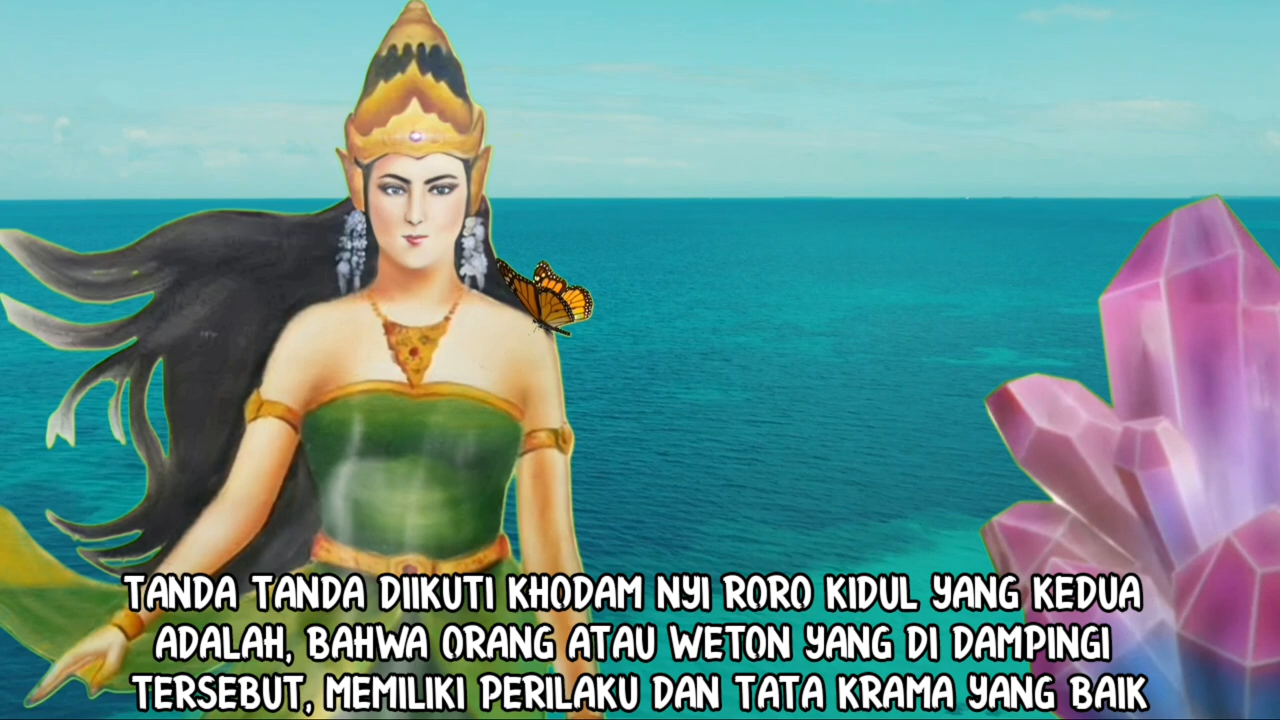 TANDA TANDA DIIKUTI KHODAM NYI RORO KIDUL YANG KEDUA
ADALAH, BAHWA ORANG ATAU WETON YANG DI DAMPINGI
TERSEBUT, MEMILIKI PERILAKU DAN TATA KRAMA YANG BAIK